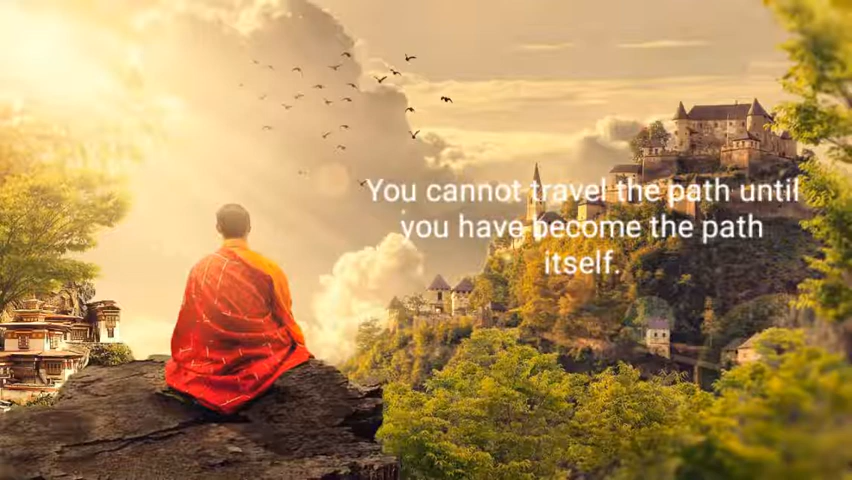 You cannot travel the path until
you have become the path
itself.